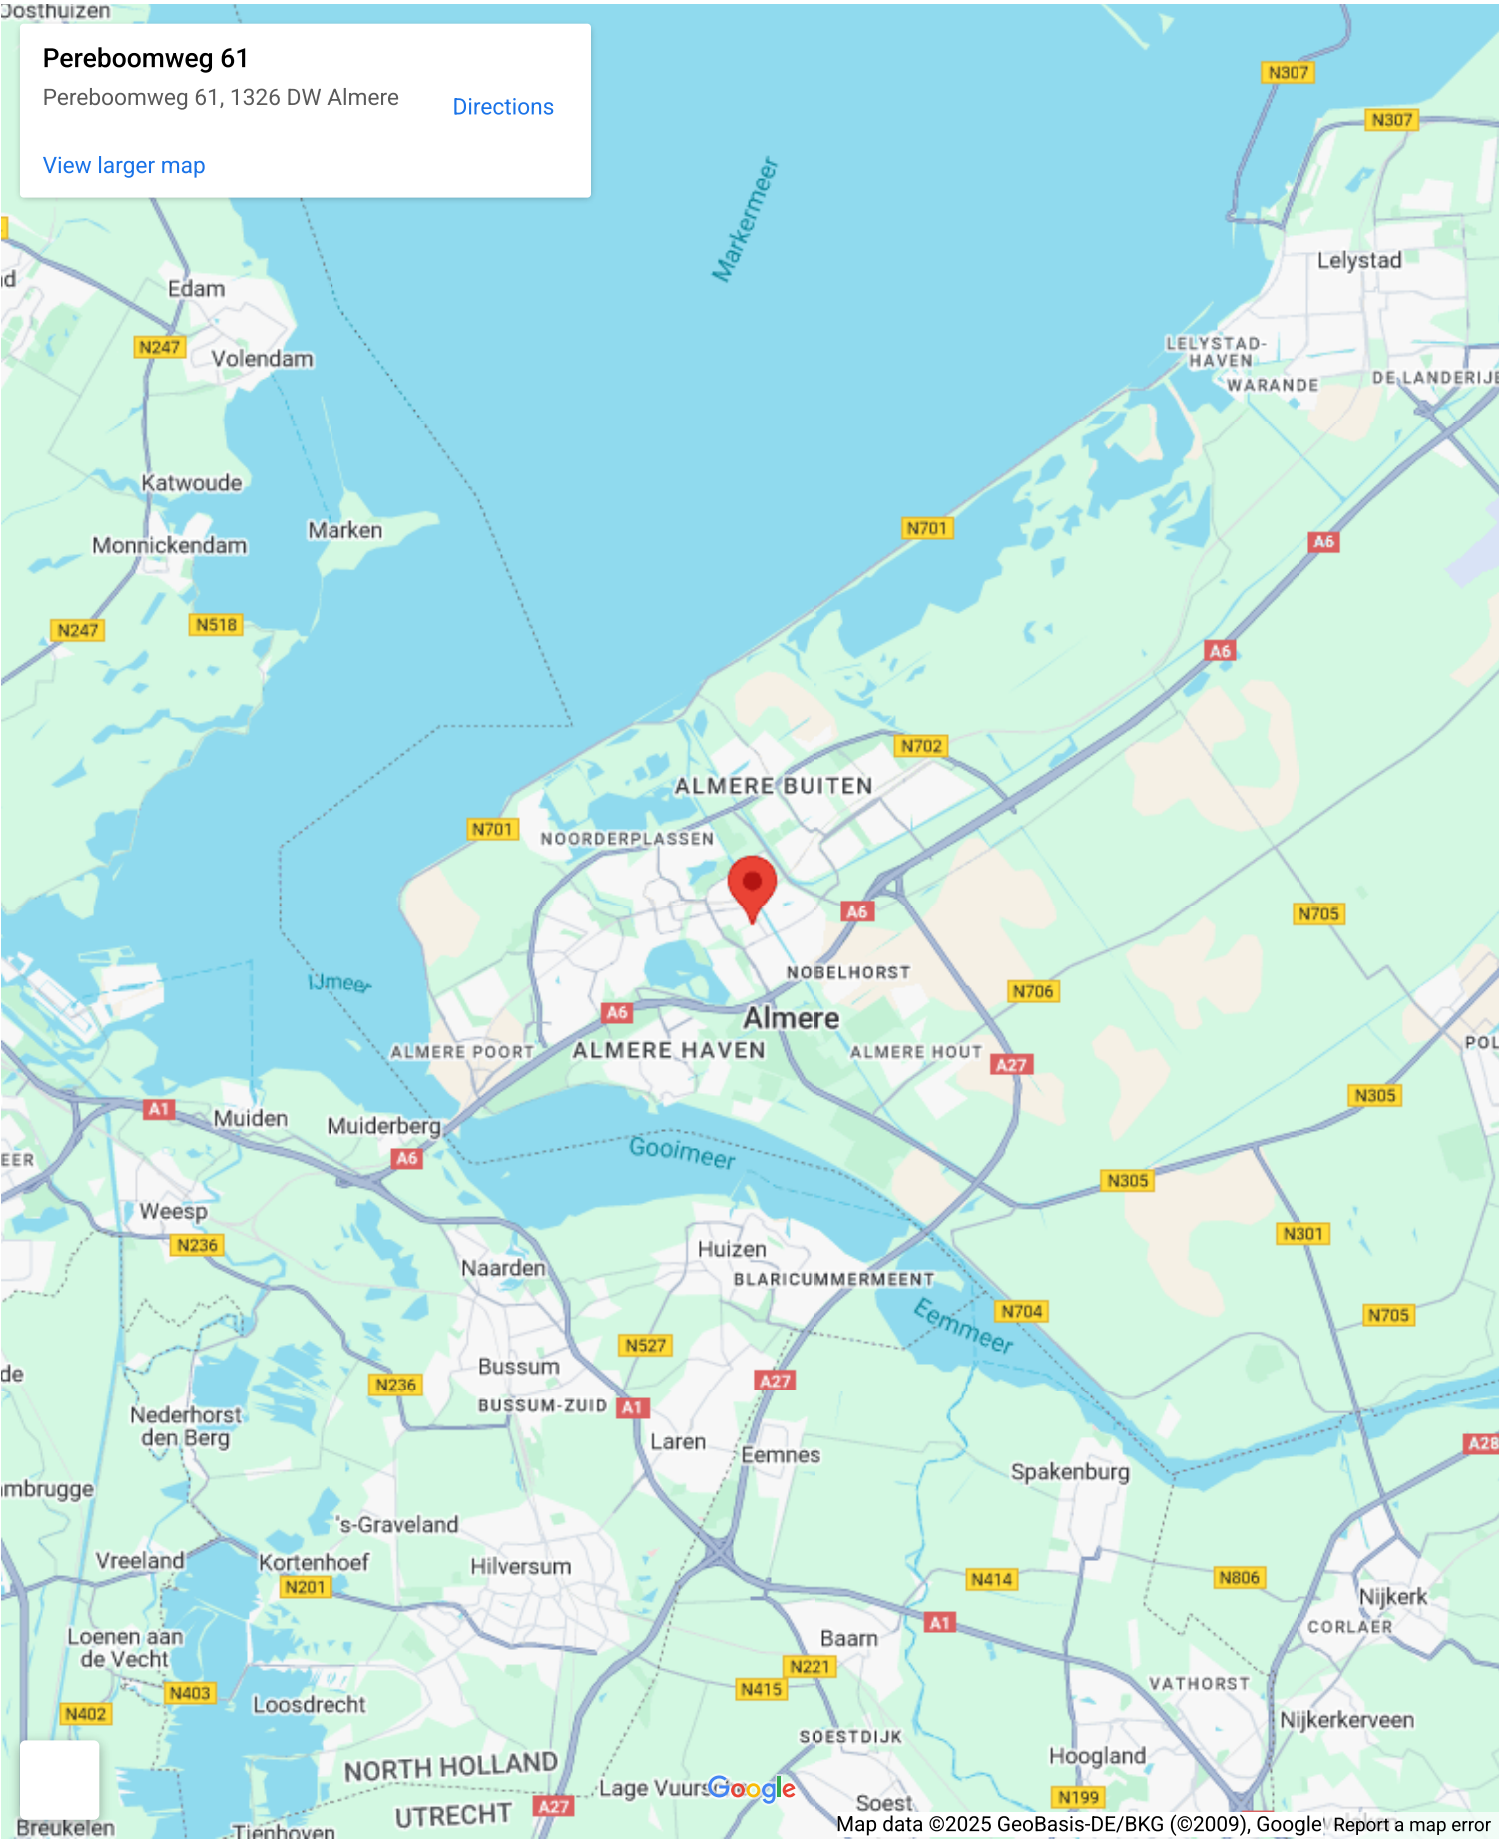 Oosthuizen
Pereboomweg 61
Pereboomweg 61, 1326 DW Almere
Directions
View larger map
N307
N307
Markermeer
Edam
Lelystad
N247
Volendam
LELYSTAD-
HAVEN
WARANDE
DE LANDERIJE
Katwoude
Marken
Monnickendam
N701
A6
N518
N247
A6
N702
ALMERE BUITEN
N701
NOORDERPLASSEN
A6
N705
NOBELHORST
IJmeer
N706
A6
Almere
ALMERE POORT
ALMERE HAVEN
ALMERE HOUT
A27
POL
N305
A1
Muiden
Muiderberg
Gooimeer
EER
A6
N305
Weesp
N236
N301
Huizen
Naarden
BLARICUMMERMEENT
Eemmeer
N704
N705
N527
Bussum
de
N236
A27
BUSSUM-ZUID
A1
Nederhorst
den Berg
Laren
Eemnes
A28
Spakenburg
mbrugge
's-Graveland
Vreeland
Kortenhoef
Hilversum
N201
N414
N806
Nijkerk
A1
CORLAER
Loenen aan
de Vecht
Baarn
N221
N403
N415
VATHORST
Loosdrecht
N402
Nijkerkerveen
SOESTDIJK
NORTH HOLLAND
Hoogland
Lage Vuurs
Google
N199
UTRECHT
A27
Soest
Breukelen
Tienhoven
Map data ©2025 GeoBasis-DE/BKG (©2009), Google
Report a map error